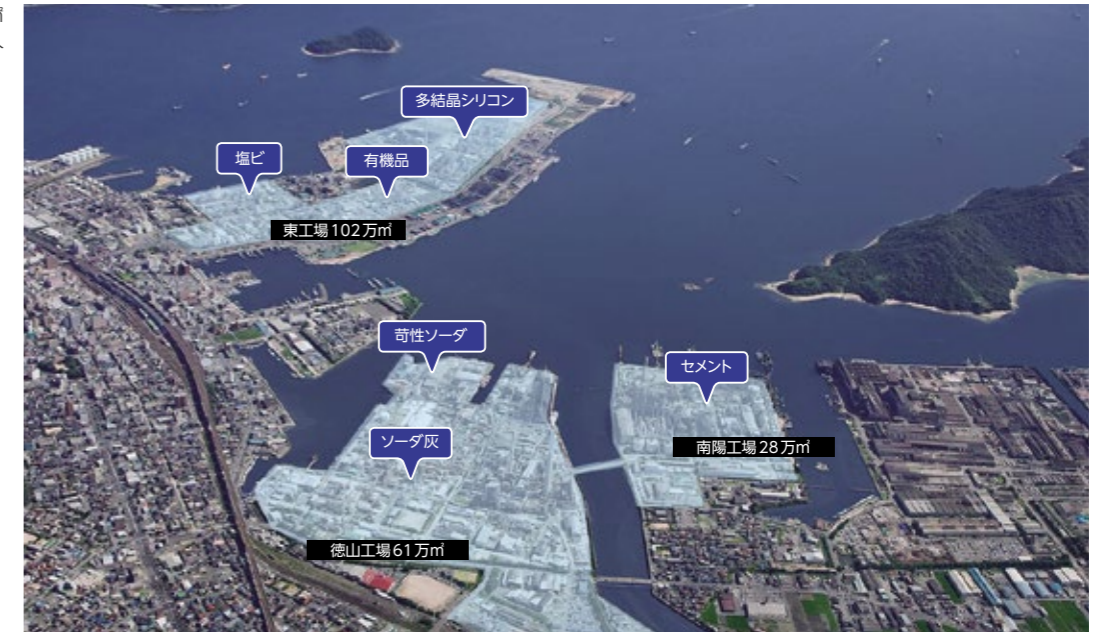 多結晶シリコン
塩ビ
有機品
東工場102万㎡
苛性ソーダ
セメント
ソーダ灰
南陽工場28万㎡
徳山工場61万㎡